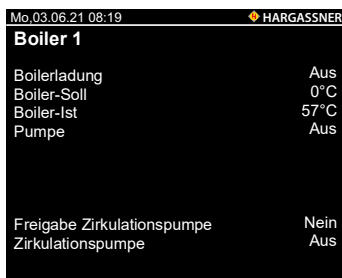 Mo,03.06.21 08:19 HARGASSNER
Boiler 1
Boilerladung Aus
Boiler-Soll 0°C
Boiler-Ist 57°C
Pumpe Aus
Freigabe Zirkulationspumpe Nein
Zirkulationspumpe Aus